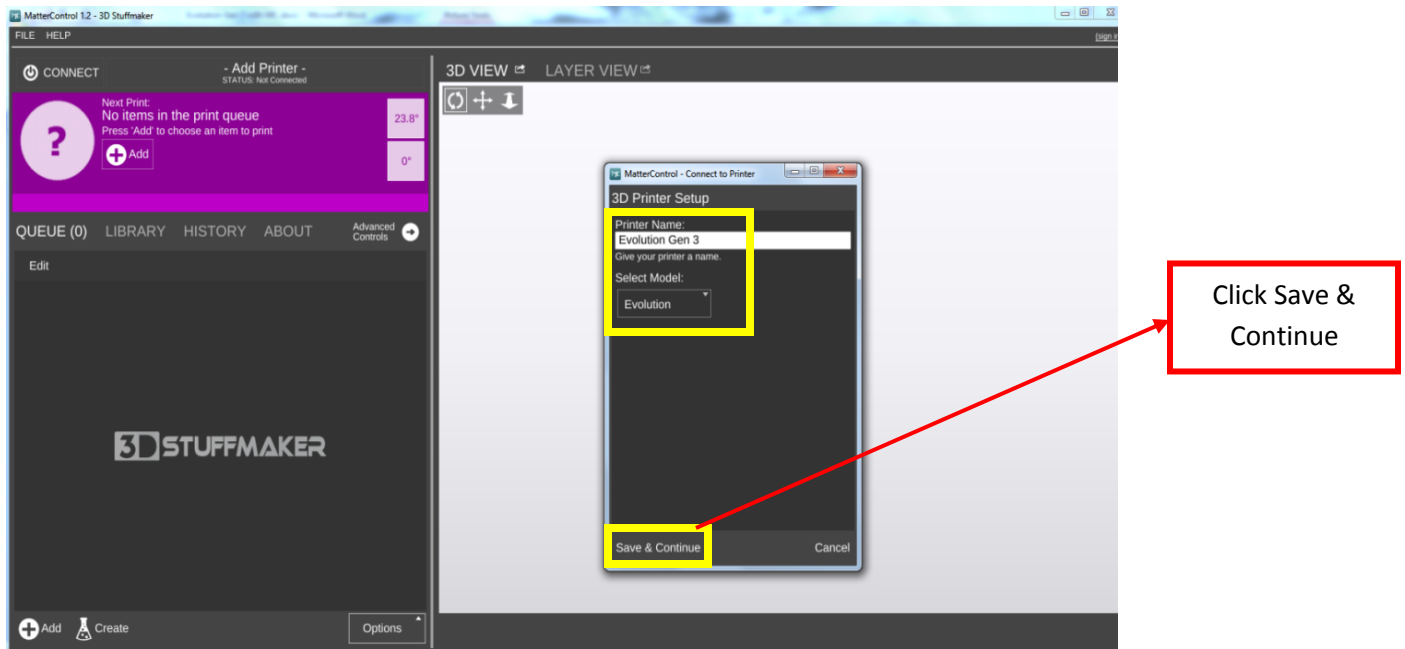 MatterControl 1.2 - 3D Stuffmaker
FILE HELP
(sign i
CONNECT
- Add Printer -
STATUS: Not Connected
Next Print:
No items in the print queue
Press 'Add' to choose an item to print
Add
23.8°
0°
QUEUE (0) LIBRARY HISTORY ABOUT
Advanced
Controls
Edit
3D STUFFMAKER
Add Create Options
3D VIEW LAYER VIEW
MatterControl - Connect to Printer
3D Printer Setup
Printer Name:
Evolution Gen 3
Give your printer a name.
Select Model:
Evolution
Save & Continue Cancel
Click Save &
Continue